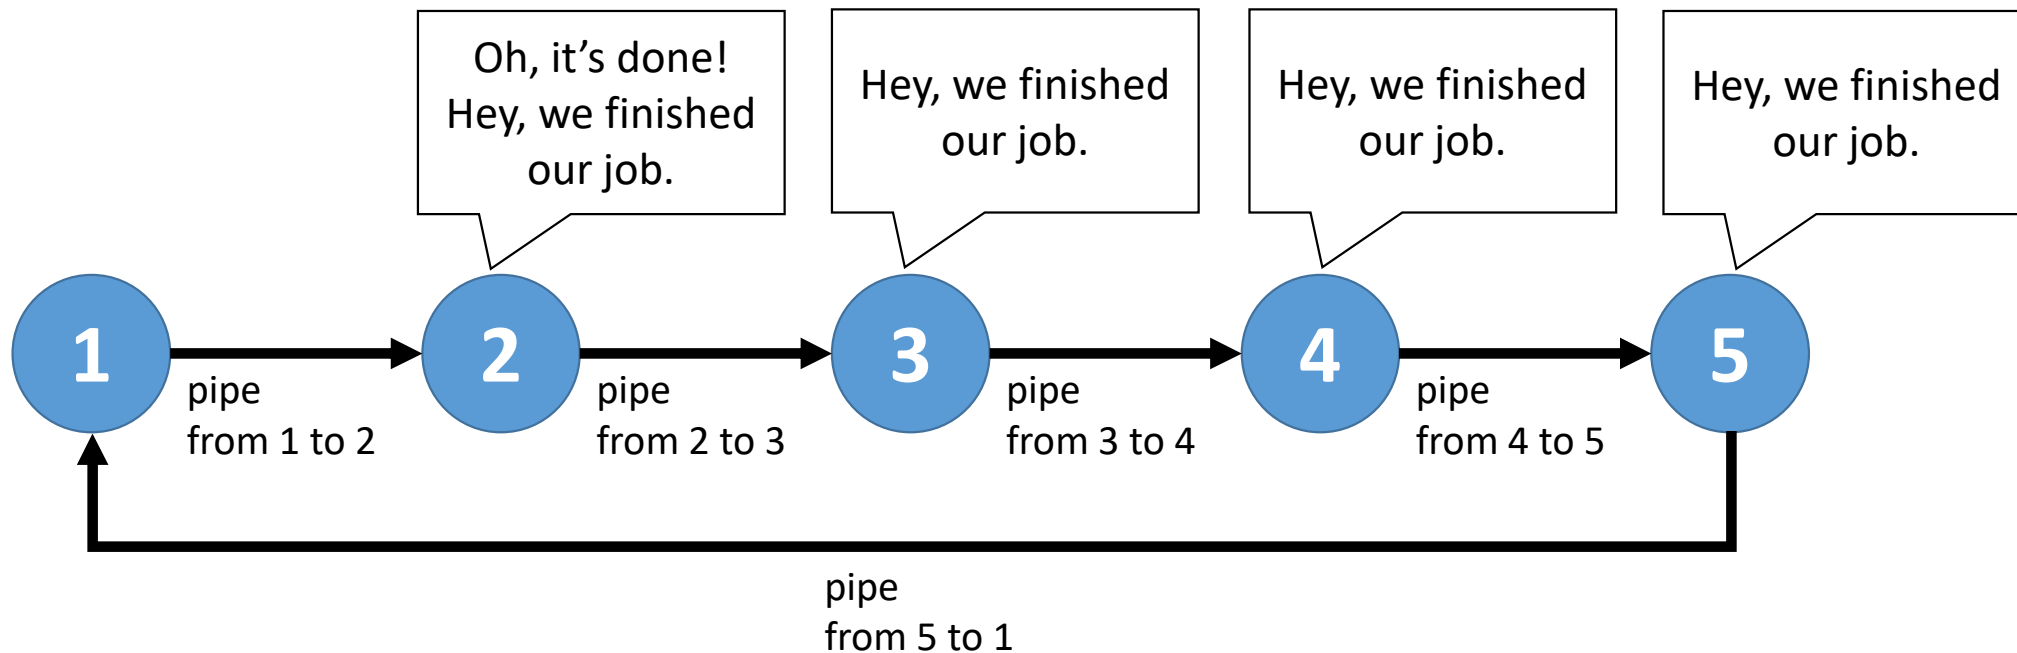 Oh, it’s done!
Hey, we finished
our job.
Hey, we finished
our job.
Hey, we finished
our job.
Hey, we finished
our job.
1
2
3
4
5
pipe
from 1 to 2
pipe
from 2 to 3
pipe
from 3 to 4
pipe
from 4 to 5
pipe
from 5 to 1